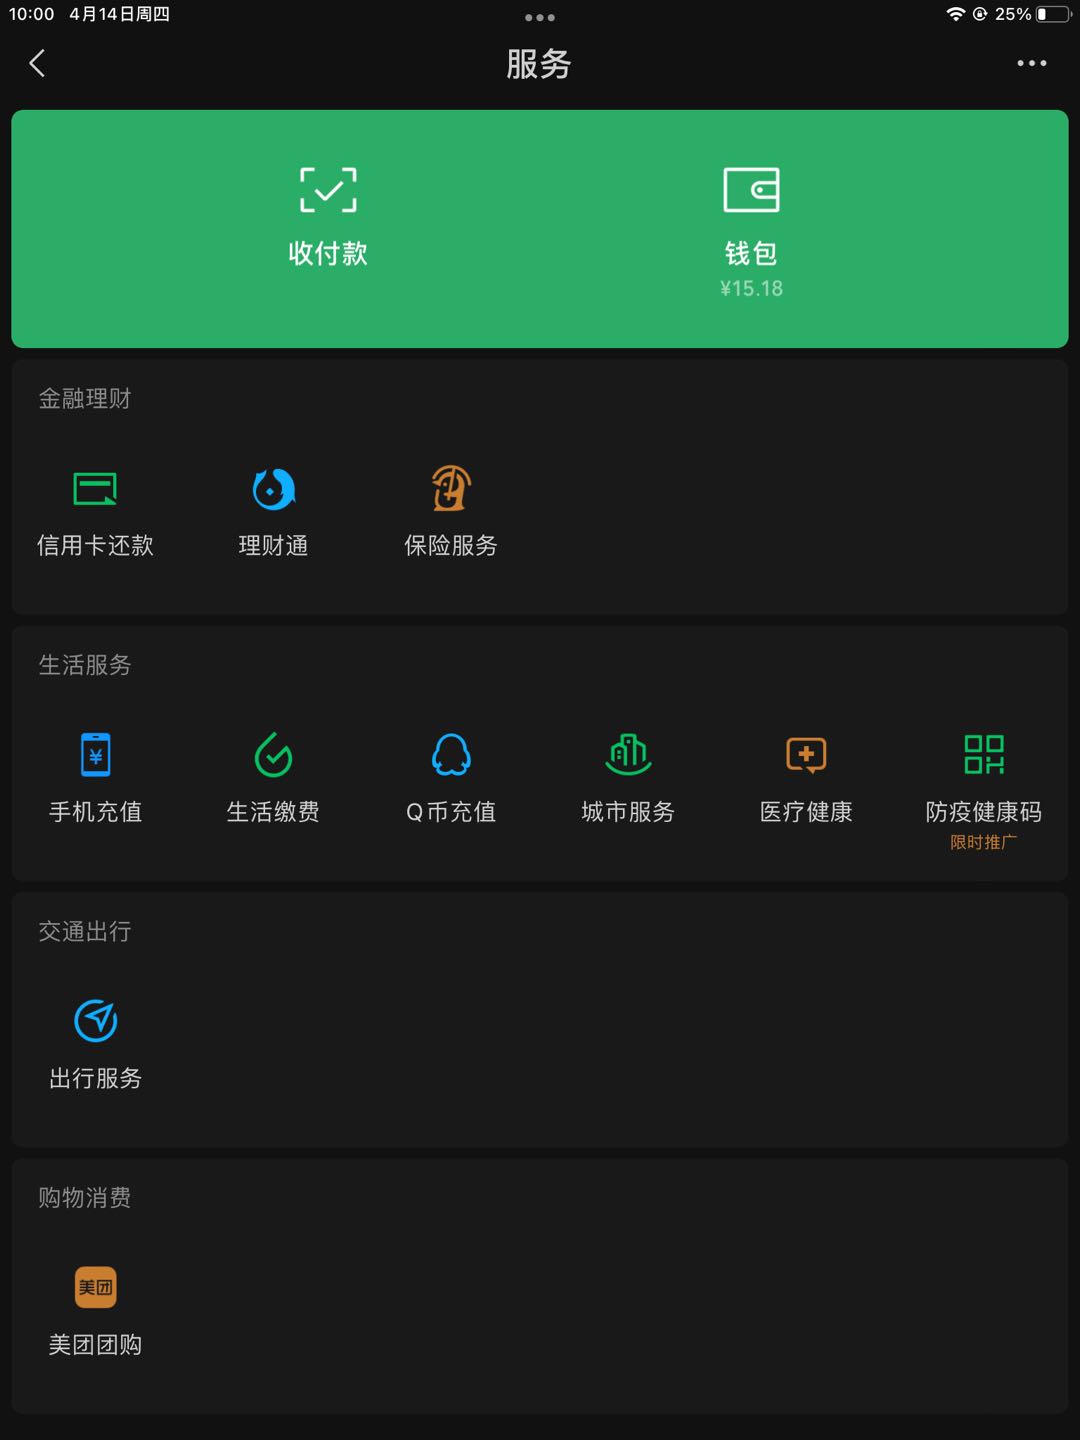 10:00 4月14日周四
25%
服务
收付款
钱包
¥15.18
金融理财
信用卡还款
理财通
保险服务
生活服务
¥
手机充值
生活缴费
Q币充值
城市服务
医疗健康
防疫健康码
限时推广
交通出行
出行服务
购物消费
美团
美团团购